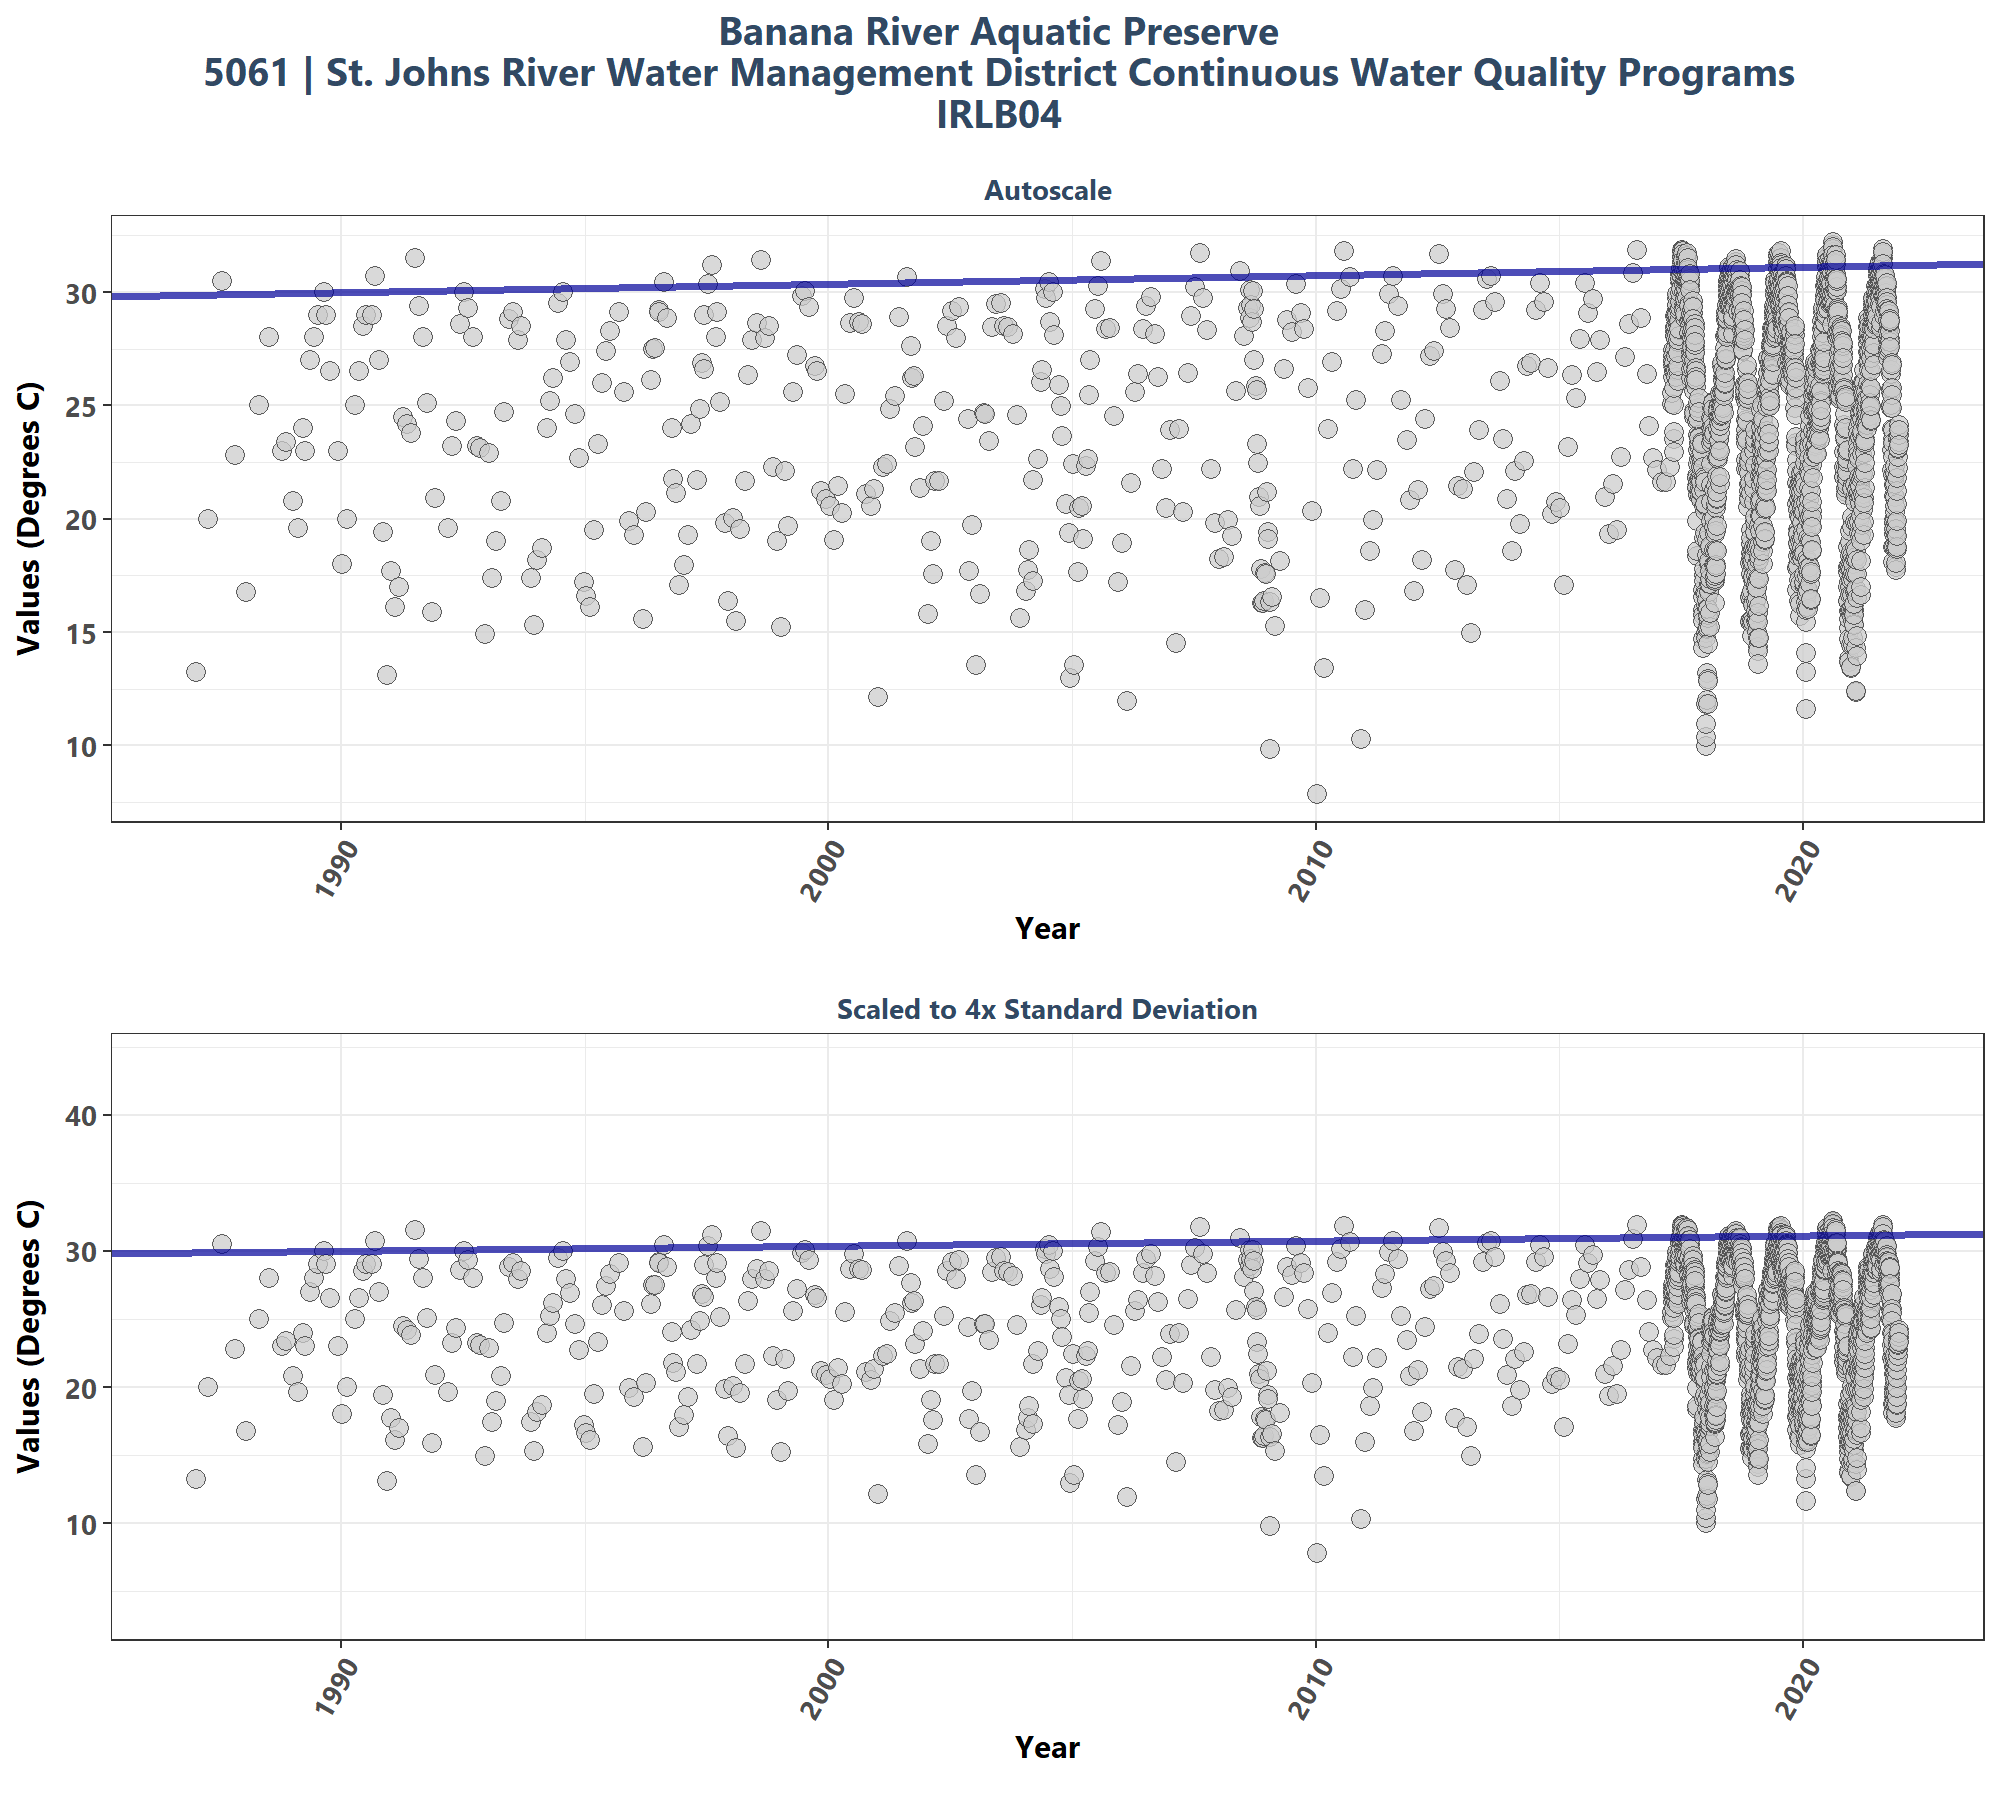 Banana River Aquatic Preserve
5061 | St. Johns River Water Management District Continuous Water Quality Programs
IRLB04
Autoscale
Values (Degrees C)
30
25
20
15
10
1990
2000
2010
2020
Year
Scaled to 4x Standard Deviation
Values (Degrees C)
40
30
20
10
1990
2000
2010
2020
Year